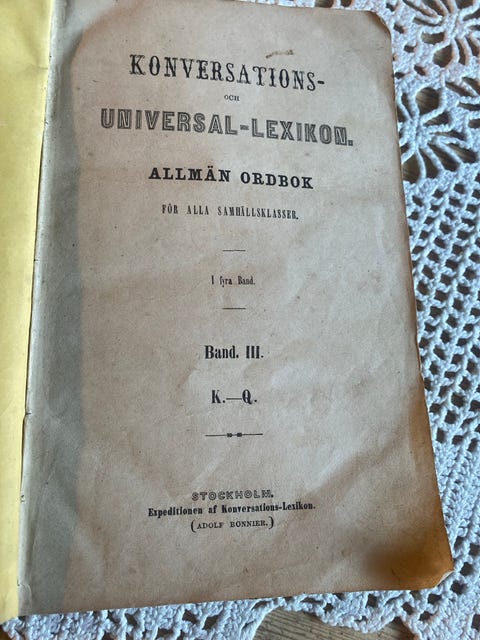 KONVERSATIONS-
OCH
UNIVERSAL-LEXIKON.
ALLMÄN ORDBOK
FÖR ALLA SAMHÄLLSKLASSER.
I fyra Band.
Band. III.
K.—Q.
STOCKHOLM.
Expeditionen af Konversations-Lexikon.
(ADOLF BONNIER.)